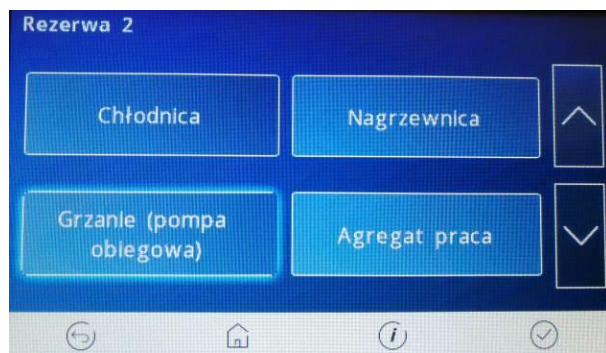 Rezerwa 2
Chłodnica
Nagrzewnica
Grzanie (pompa
obiegowa)
Agregat praca
i